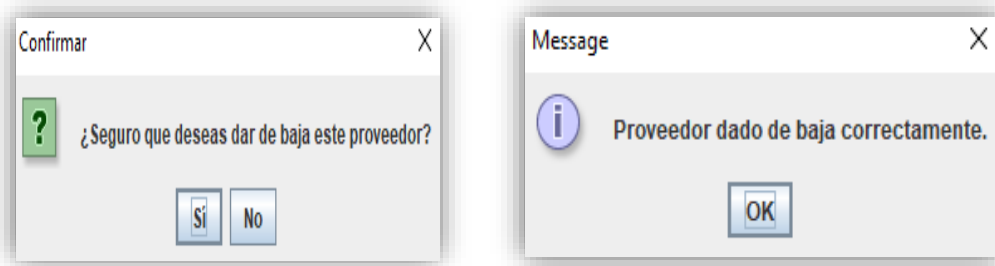 Confirmar
¿Seguro que deseas dar de baja este proveedor?
Sí
No
Message
Proveedor dado de baja correctamente.
OK